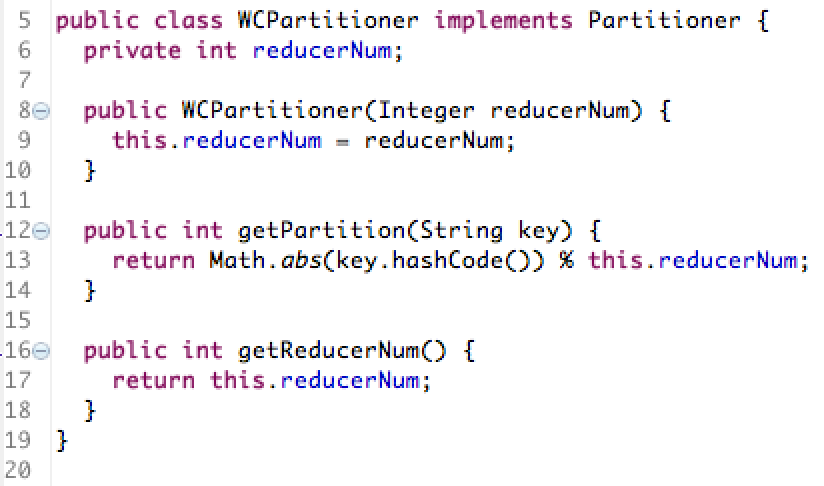 5 public class WCPartitioner implements Partitioner {
6 private int reducerNum;
7
8 public WCPartitioner(Integer reducerNum) {
9 this.reducerNum = reducerNum;
10 }
11
12 public int getPartition(String key) {
13 return Math.abs(key.hashCode()) % this.reducerNum;
14 }
15
16 public int getReducerNum() {
17 return this.reducerNum;
18 }
19 }
20